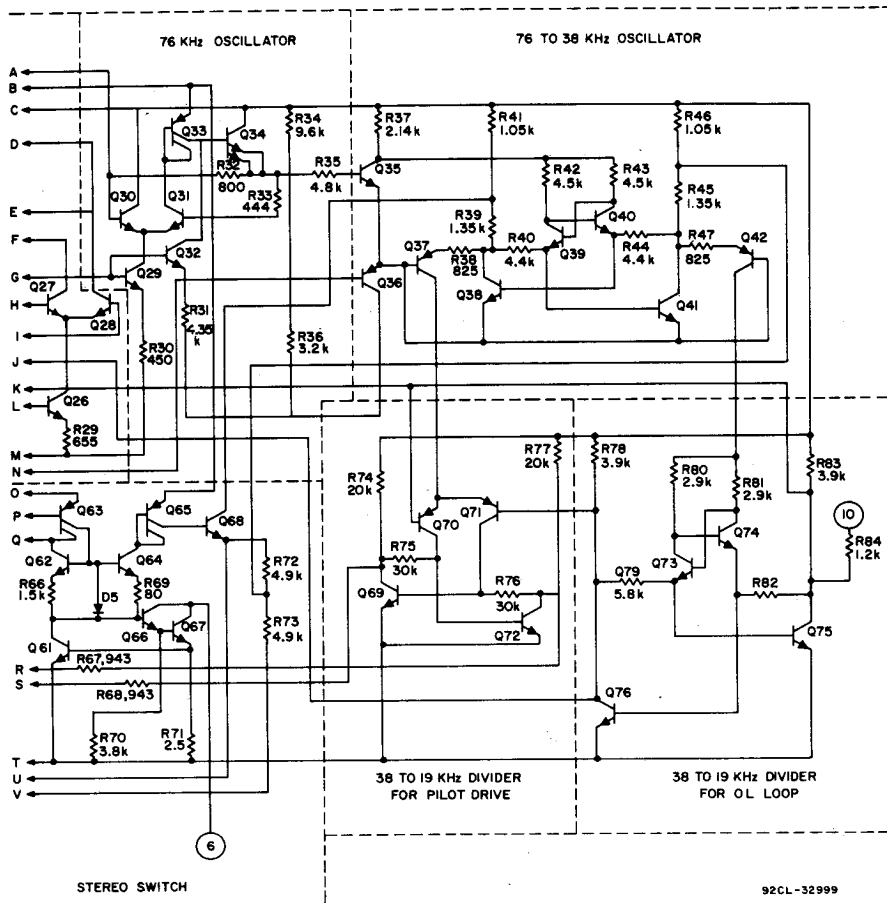 76 KHz OSCILLATOR
76 TO 38 KHz OSCILLATOR
A
B
C
D
E
F
G
H
I
J
K
L
M
N
O
P
Q
R
S
T
U
V
Q33
Q34
R34
9.6k
R37
2.14k
R41
1.05k
R46
1.05k
R32
800
R35
4.8k
Q35
R42
4.5k
R43
4.5k
R33
444
Q30
Q31
R45
1.35k
R39
1.35k
Q40
Q39
R47
825
Q42
Q32
Q29
Q37
R38
825
R40
4.4k
R44
4.4k
Q27
Q28
Q36
Q38
Q41
R31
4.35
k
R30
450
R36
3.2k
Q26
R29
655
R74
20k
R77
20k
R78
3.9k
R80
2.9k
R81
2.9k
R83
3.9k
10
R84
1.2k
Q63
Q65
Q68
Q70
Q71
Q74
Q73
Q62
Q64
R72
4.9k
R75
30k
R76
30k
Q79
5.8k
R82
R66
1.5k
D5
R69
80
R73
4.9k
Q69
Q72
Q75
Q66
Q67
Q61
R67,943
R68,943
Q76
R70
3.8k
R71
2.5
38 TO 19 KHz DIVIDER
FOR PILOT DRIVE
38 TO 19 KHz DIVIDER
FOR OL LOOP
6
STEREO SWITCH
92CL-32999